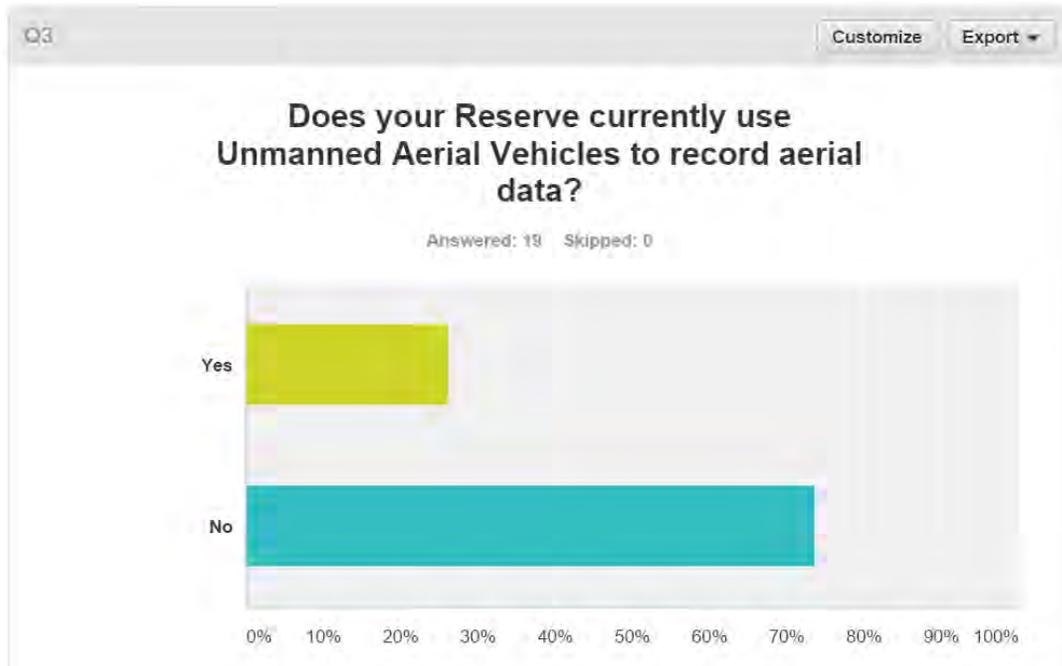 Q3
Customize
Export
Does your Reserve currently use
Unmanned Aerial Vehicles to record aerial
data?
Answered: 19 Skipped: 0
Yes
No
0% 10% 20% 30% 40% 50% 60% 70% 80% 90% 100%